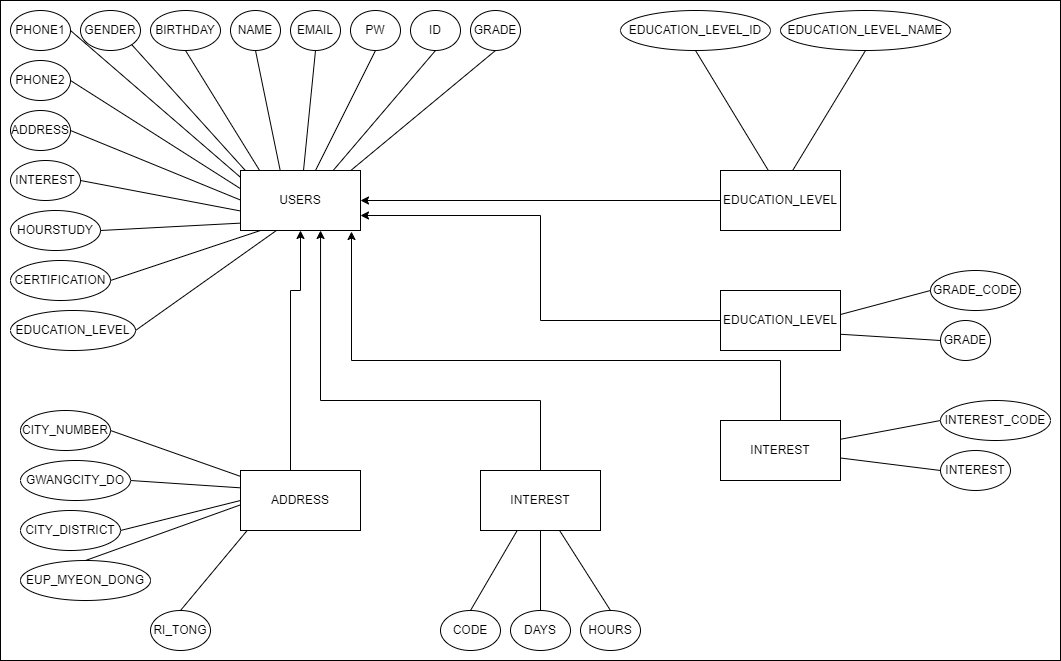 PHONE1
GENDER
BIRTHDAY
NAME
EMAIL
PW
ID
GRADE
EDUCATION_LEVEL_ID
EDUCATION_LEVEL_NAME
PHONE2
ADDRESS
INTEREST
USERS
EDUCATION_LEVEL
HOURSTUDY
CERTIFICATION
EDUCATION_LEVEL
EDUCATION_LEVEL
GRADE_CODE
GRADE
CITY_NUMBER
GWANGCITY_DO
CITY_DISTRICT
EUP_MYEON_DONG
RI_TONG
ADDRESS
INTEREST
CODE
DAYS
HOURS
INTEREST
INTEREST_CODE
INTEREST